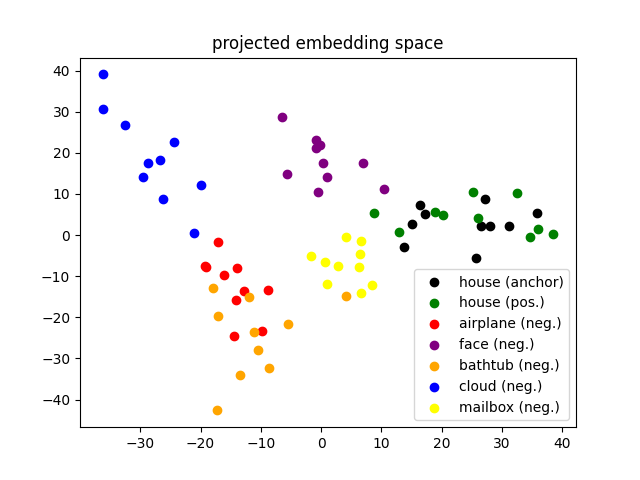 projected embedding space
40
30
20
10
0
−10
−20
−30
−40
−30
−20
−10
0
10
20
30
40
house (anchor)
house (pos.)
airplane (neg.)
face (neg.)
bathtub (neg.)
cloud (neg.)
mailbox (neg.)